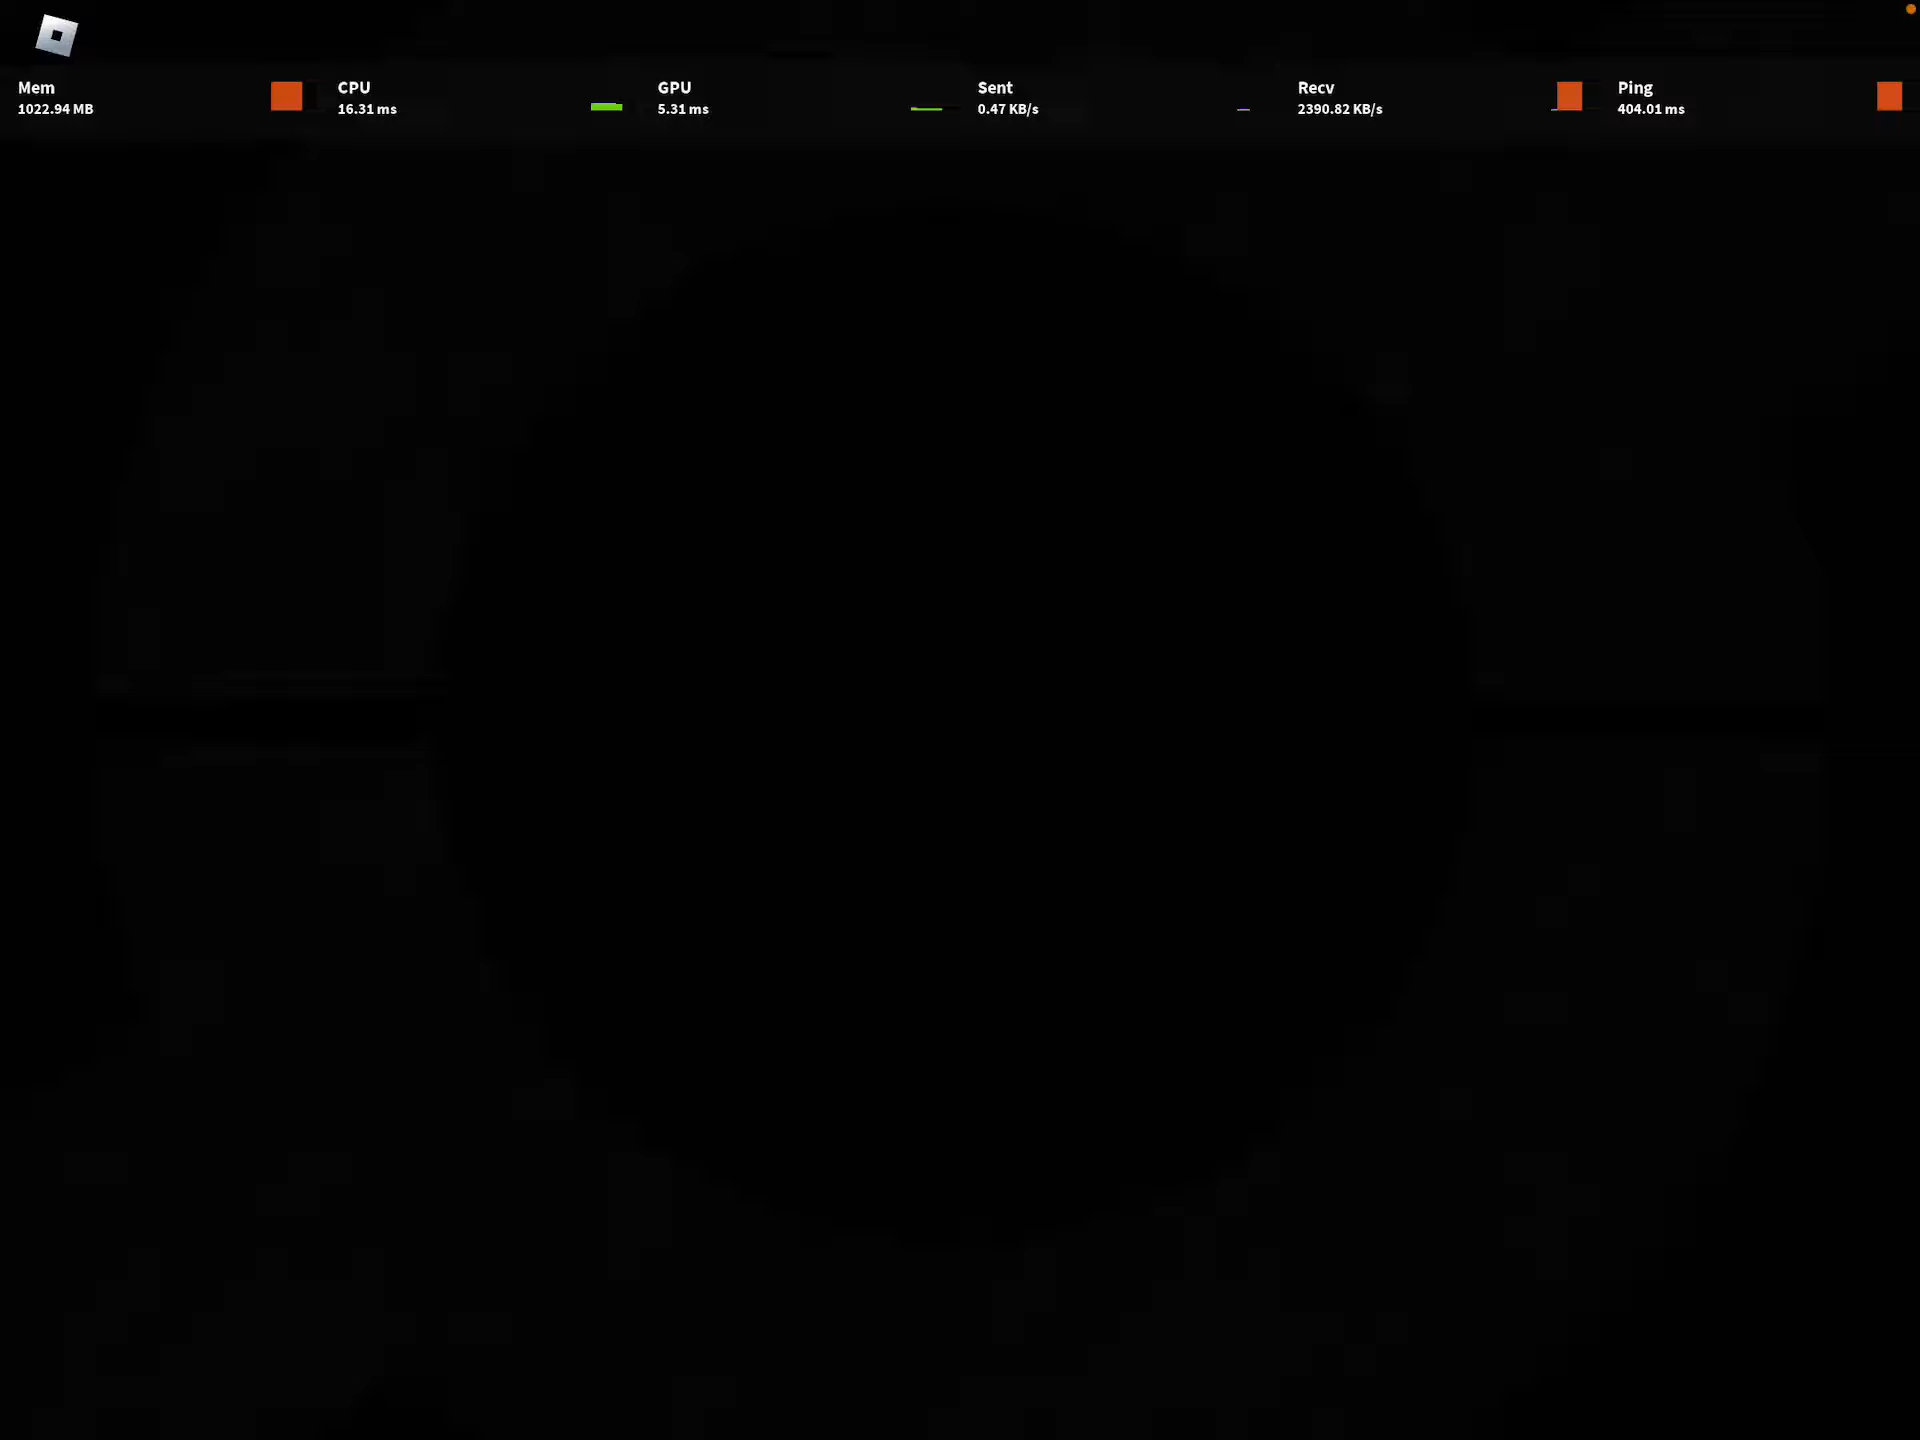 Mem CPU GPU Sent Recv Ping
1022.94 MB 16.31 ms 5.31 ms 0.47 KB/s 2390.82 KB/s 404.01 ms